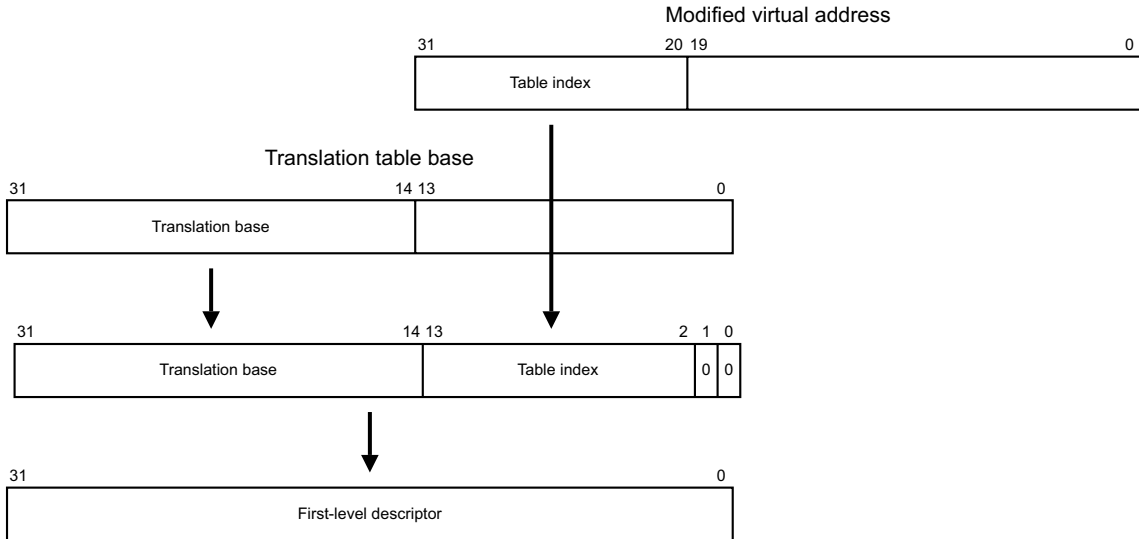 Modified virtual address
31 20 19 0
Table index
Translation table base
31 14 13 0
Translation base
31 14 13 2 1 0
Translation base Table index 0 0
31 0
First-level descriptor